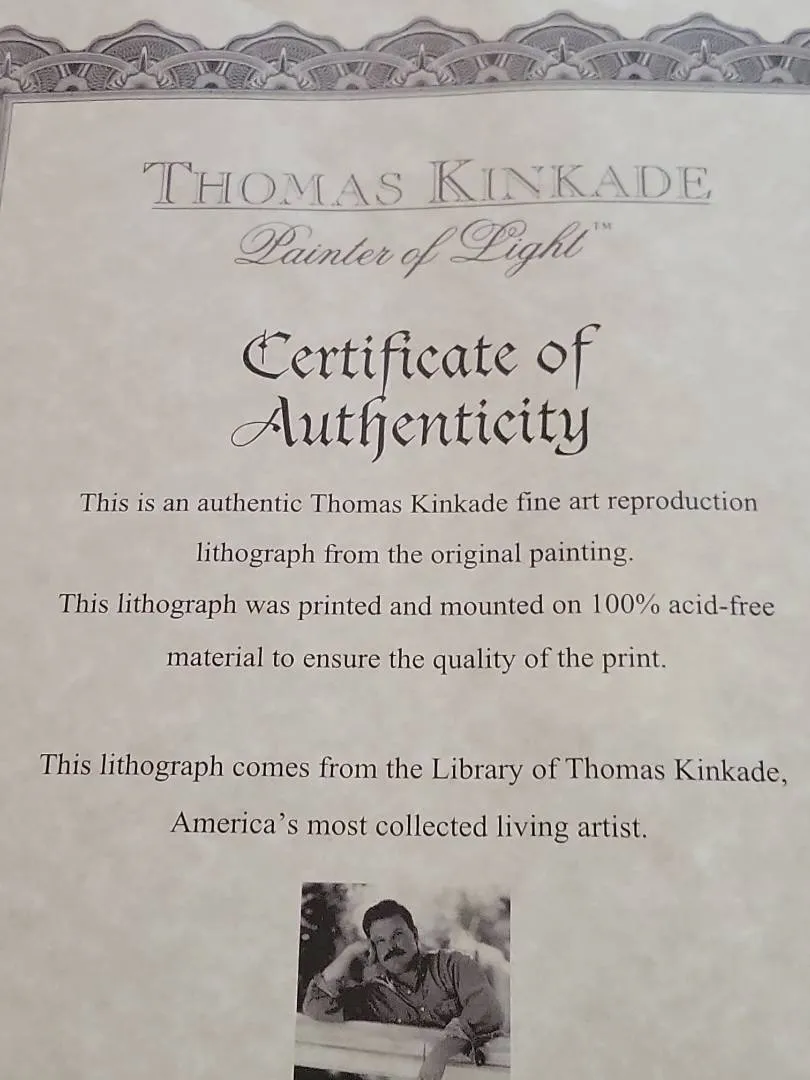 THOMAS KINKADE
Painter of Light™
Certificate of
Authenticity
This is an authentic Thomas Kinkade fine art reproduction
lithograph from the original painting.
This lithograph was printed and mounted on 100% acid-free
material to ensure the quality of the print.
This lithograph comes from the Library of Thomas Kinkade,
America's most collected living artist.